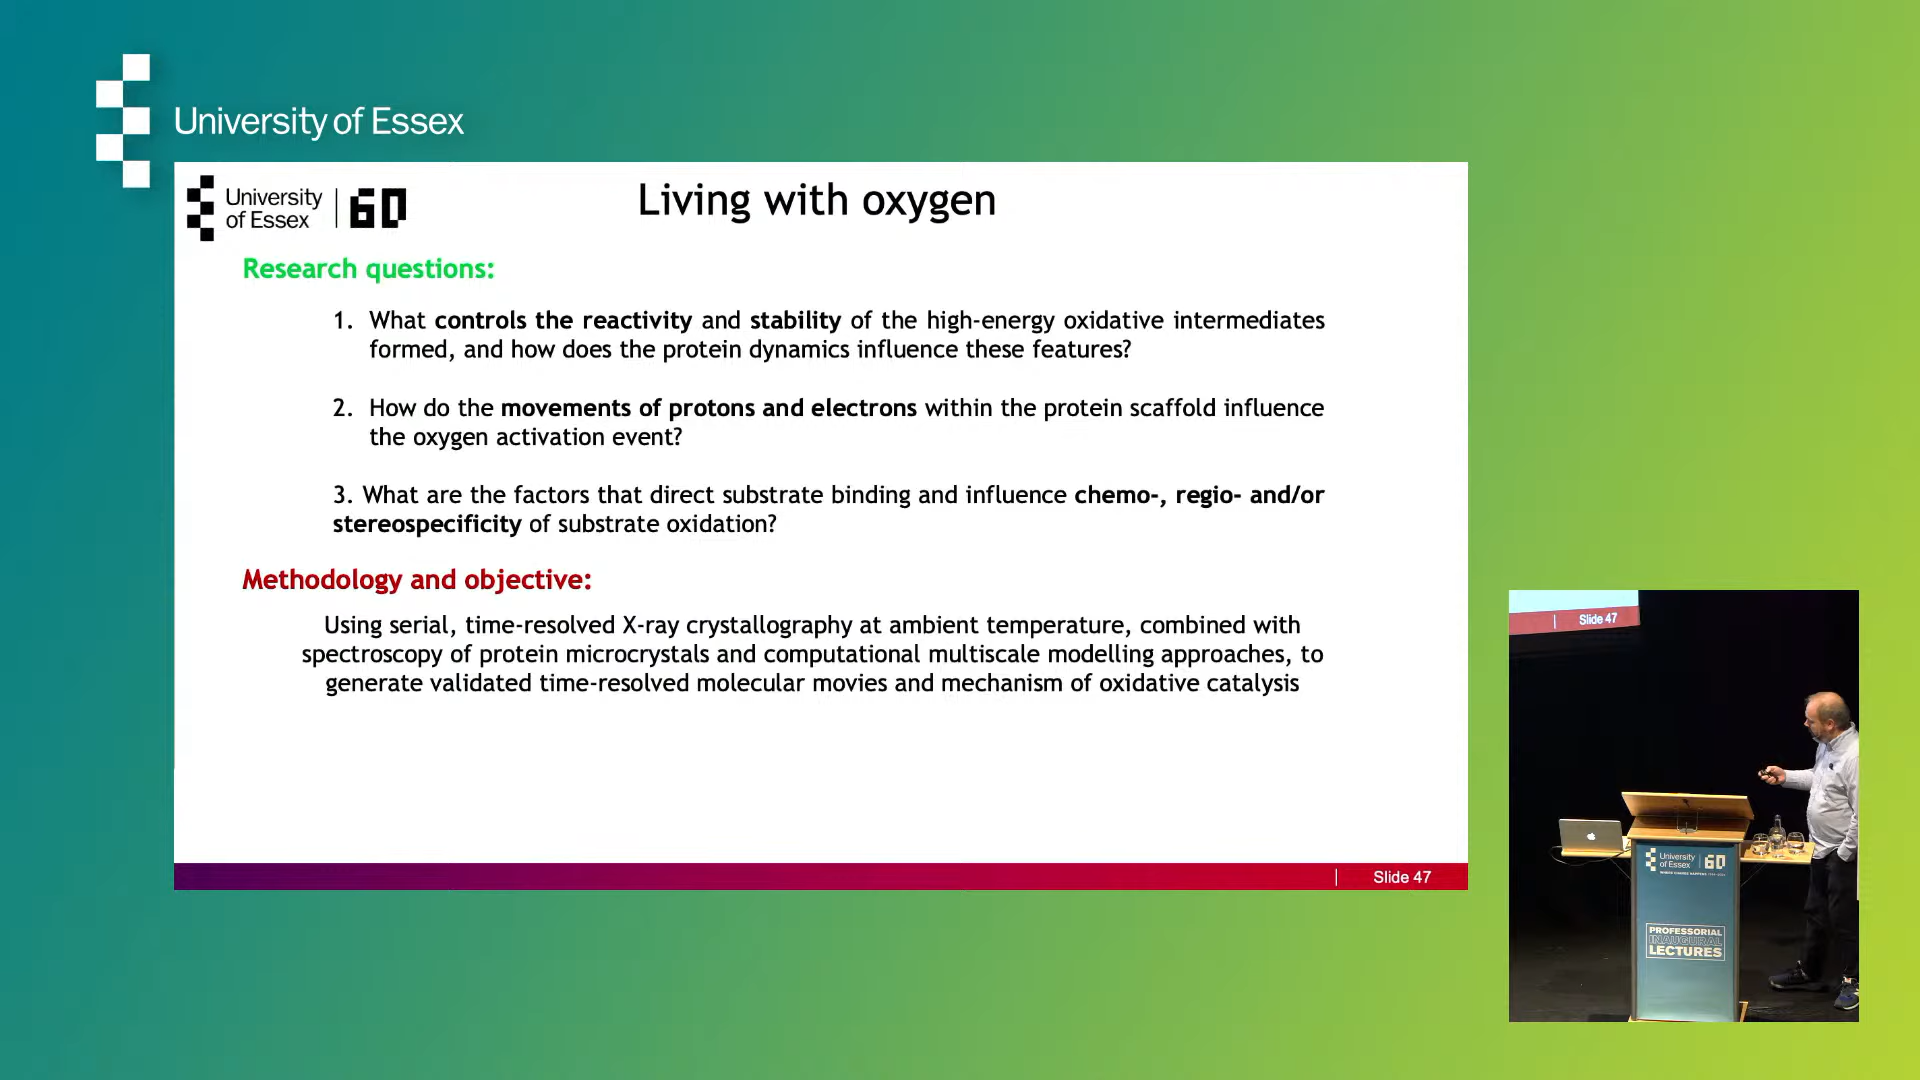 University of Essex
University
of Essex
60
Living with oxygen
Research questions:
1. What controls the reactivity and stability of the high-energy oxidative intermediates
formed, and how does the protein dynamics influence these features?
2. How do the movements of protons and electrons within the protein scaffold influence
the oxygen activation event?
3. What are the factors that direct substrate binding and influence chemo-, regio- and/or
stereospecificity of substrate oxidation?
Methodology and objective:
Using serial, time-resolved X-ray crystallography at ambient temperature, combined with
spectroscopy of protein microcrystals and computational multiscale modelling approaches, to
generate validated time-resolved molecular movies and mechanism of oxidative catalysis
Slide 47
Slide 47
University
of Essex
60
PROFESSORIAL
INAUGURAL
LECTURES